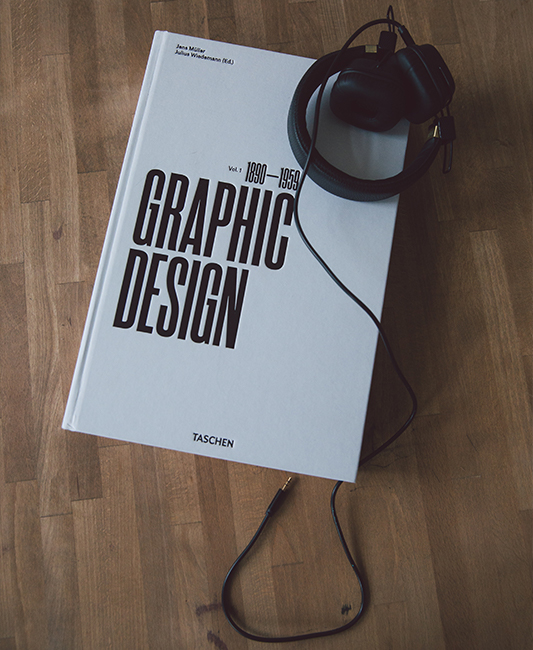 Jens Müller
Julius Wiedemann (Ed.)
Vol. 1 1890—1959
GRAPHIC
DESIGN
TASCHEN